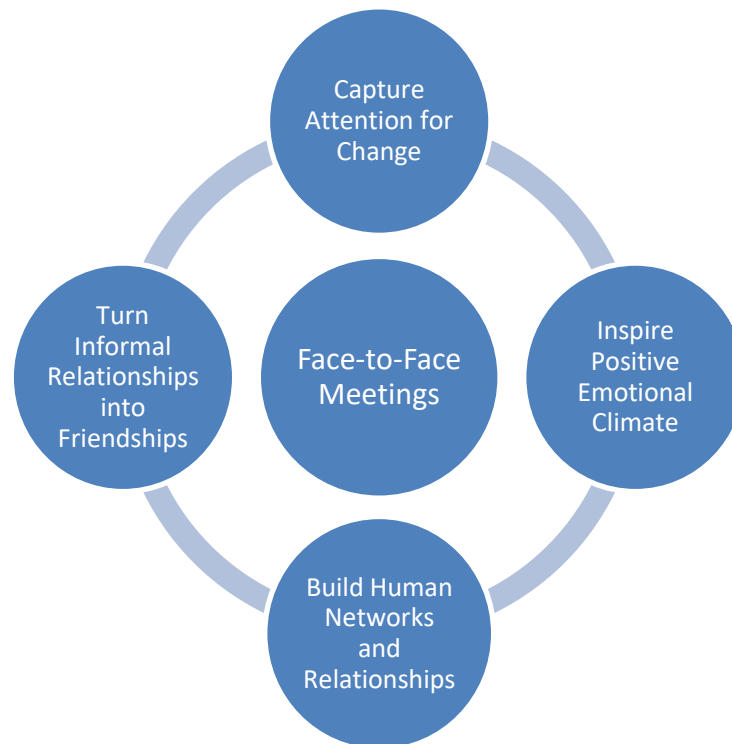 Capture
Attention for
Change
Turn
Informal
Relationships
into
Friendships
Face-to-Face
Meetings
Inspire
Positive
Emotional
Climate
Build Human
Networks
and
Relationships